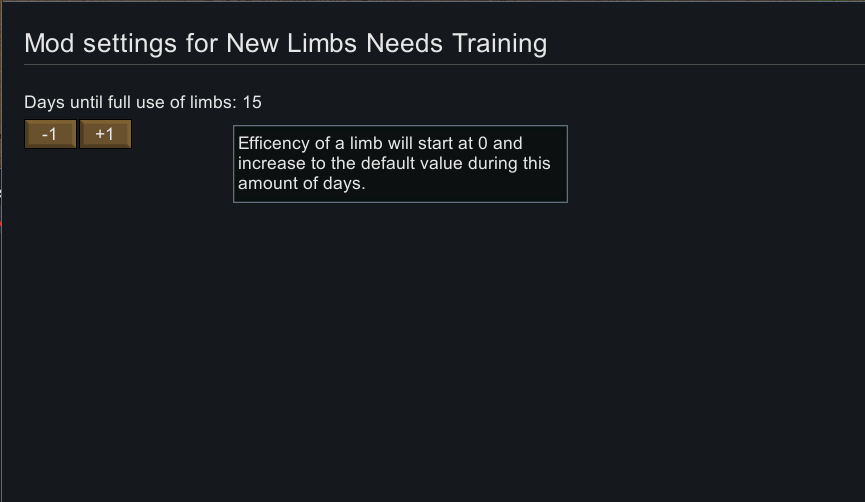 Mod settings for New Limbs Needs Training
Days until full use of limbs: 15
-1 +1
Efficency of a limb will start at 0 and
increase to the default value during this
amount of days.